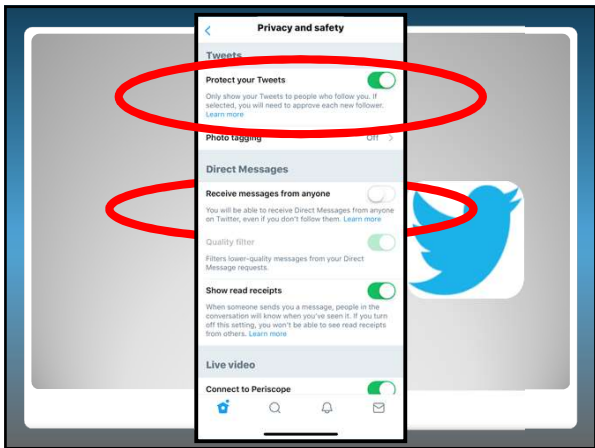 Privacy and safety
Tweets
Protect your Tweets
Only show your Tweets to people who follow you. If
selected, you will need to approve each new follower.
Learn more
Photo tagging
Off
Direct Messages
Receive messages from anyone
You will be able to receive Direct Messages from anyone
on Twitter, even if you don't follow them. Learn more
Quality filter
Filters lower-quality messages from your Direct
Message requests.
Show read receipts
When someone sends you a message, people in the
conversation will know when you've seen it. If you turn
off this setting, you won't be able to see read receipts
from others. Learn more
Live video
Connect to Periscope